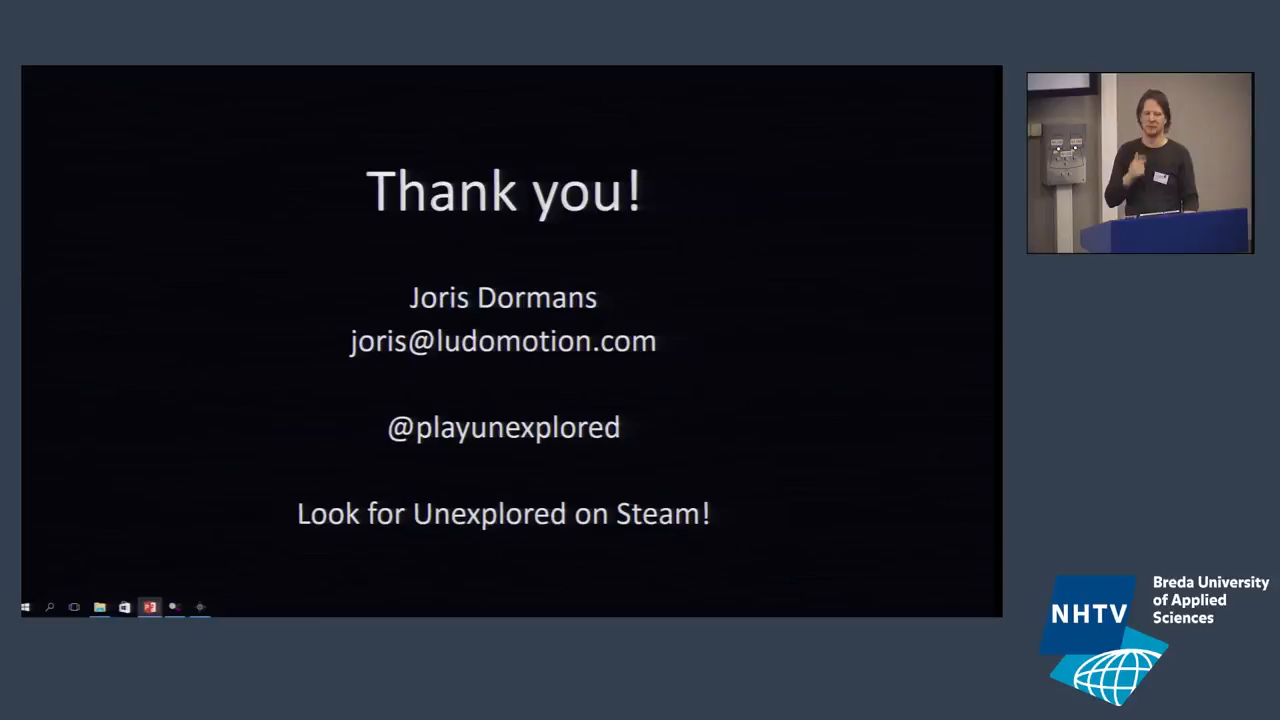 Thank you!
Joris Dormans
joris@ludomotion.com
@playunexplored
Look for Unexplored on Steam!
NHTV
Breda University
of Applied
Sciences